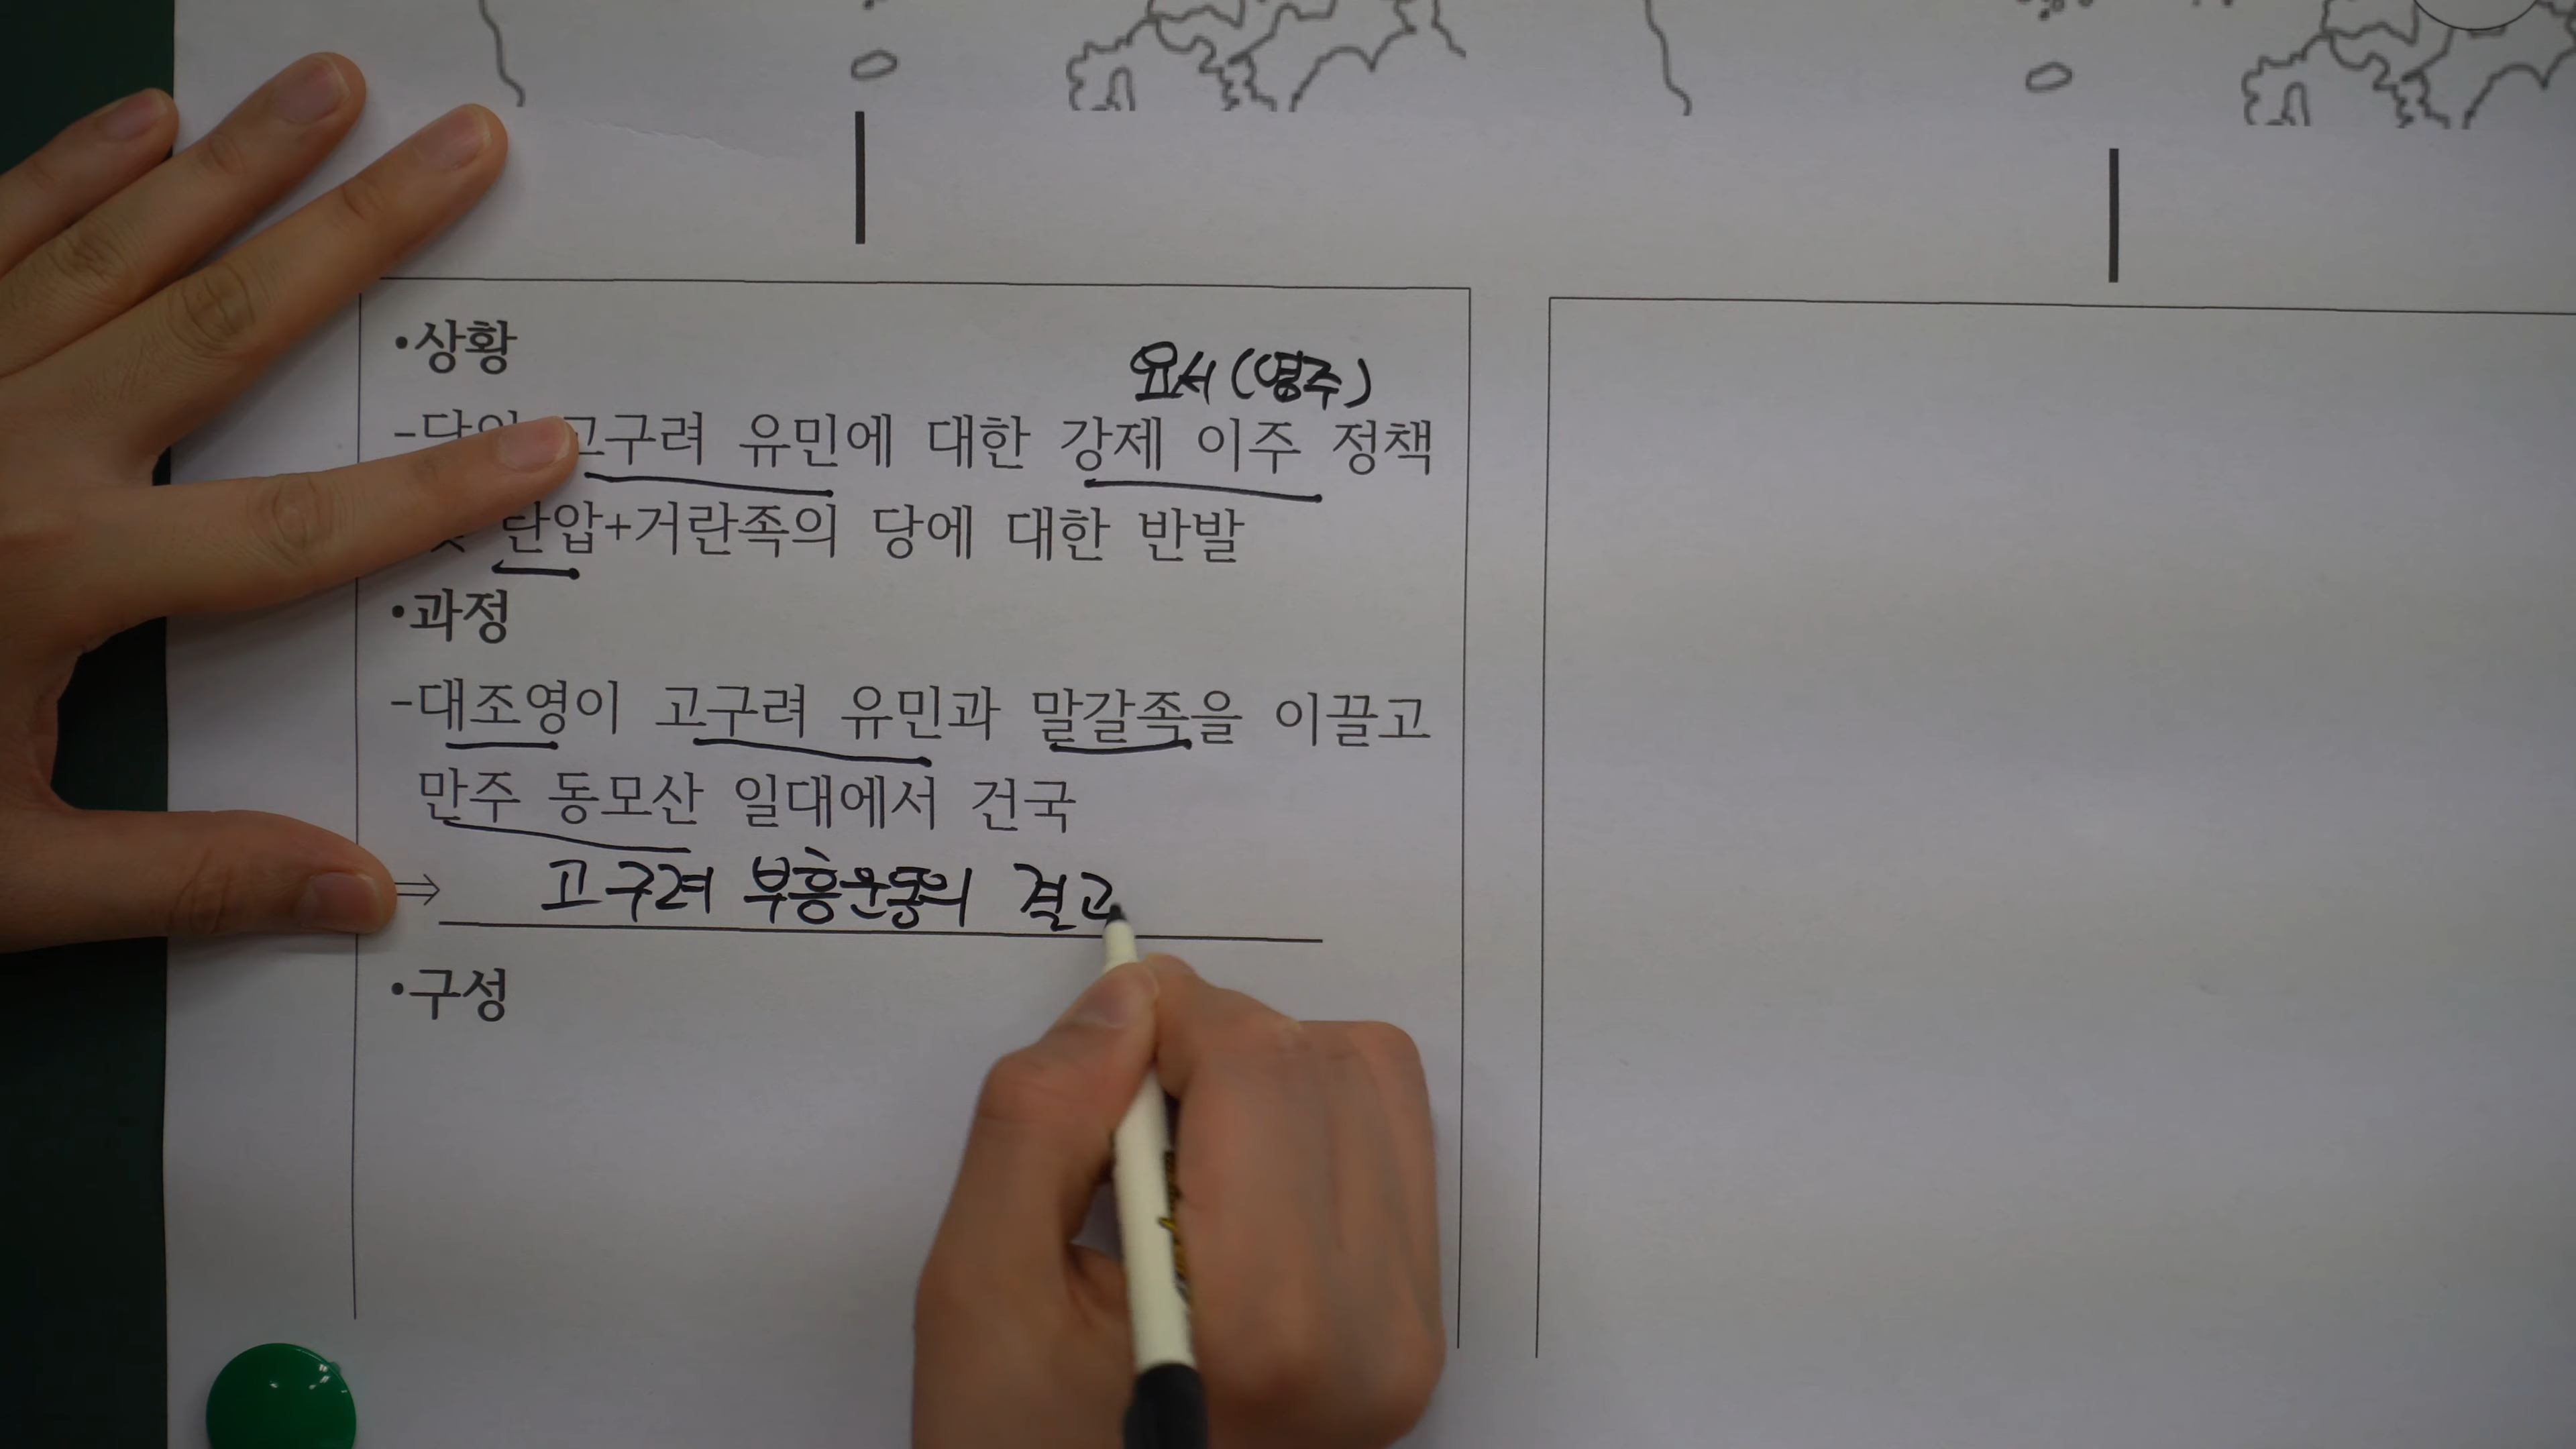 •상황
요서(영주)
-당의 고구려 유민에 대한 강제 이주 정책
탄압+거란족의 당에 대한 반발
•과정
-대조영이 고구려 유민과 말갈족을 이끌고
만주 동모산 일대에서 건국
⇒ 고구려 부흥운동의 결고
•구성